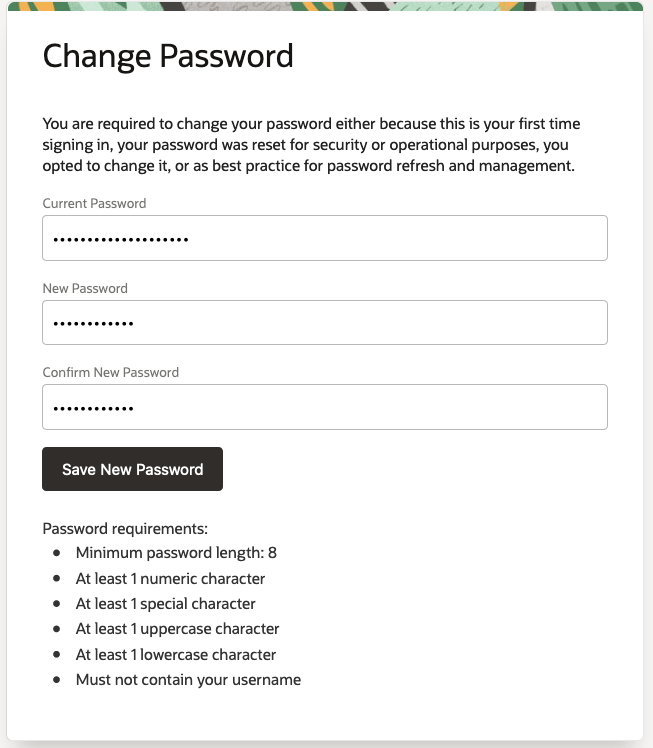 Change Password
You are required to change your password either because this is your first time
signing in, your password was reset for security or operational purposes, you
opted to change it, or as best practice for password refresh and management.
Current Password
••••••••••••••••••••
New Password
••••••••••••
Confirm New Password
••••••••••••
Save New Password
Password requirements:
• Minimum password length: 8
• At least 1 numeric character
• At least 1 special character
• At least 1 uppercase character
• At least 1 lowercase character
• Must not contain your username